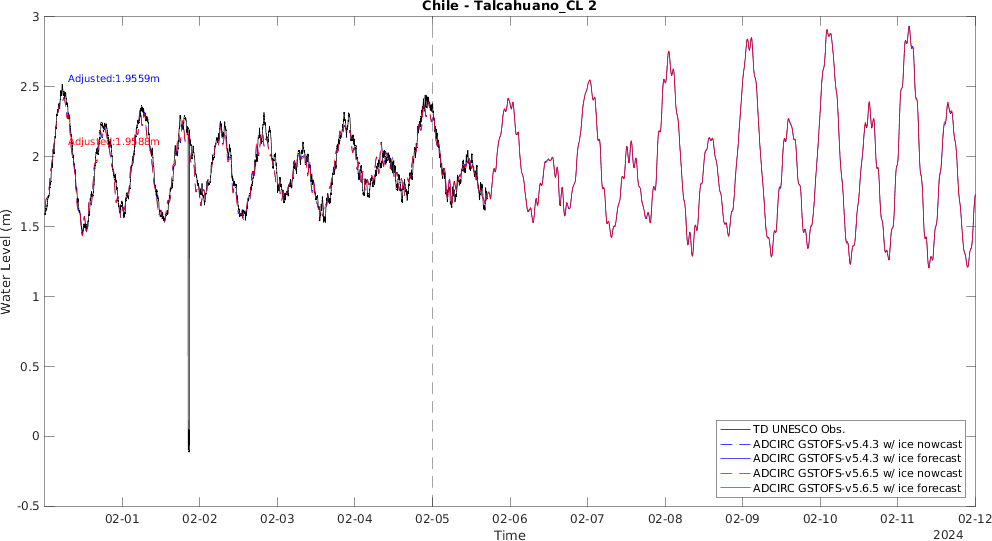 Chile - Talcahuano_CL 2
3
2.5
2
1.5
1
0.5
0
-0.5
Water Level (m)
Adjusted:1.9559m
Adjusted:1.9588m
TD UNESCO Obs.
ADCIRC GSTOFS-v5.4.3 w/ ice nowcast
ADCIRC GSTOFS-v5.4.3 w/ ice forecast
ADCIRC GSTOFS-v5.6.5 w/ ice nowcast
ADCIRC GSTOFS-v5.6.5 w/ ice forecast
02-01 02-02 02-03 02-04 02-05 02-06 02-07 02-08 02-09 02-10 02-11 02-12
Time
2024